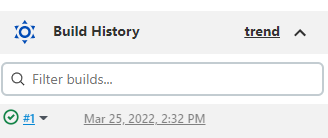 Build History trend
Filter builds...
#1 Mar 25, 2022, 2:32 PM